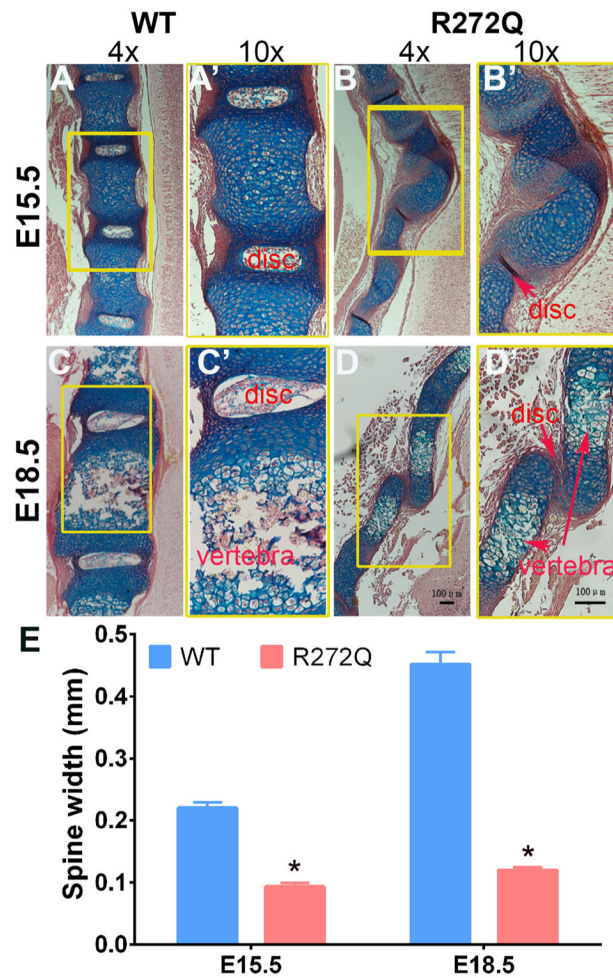 WT R272Q
4x 10x 4x 10x
E15.5
A A' B B'
disc
disc
E18.5
C C' D D'
disc
disc
vertebra
vertebra
100 µm 100 µm
E
WT R272Q
Spine width (mm)
0.5
0.4
0.3
0.2
0.1
0.0
*
*
E15.5 E18.5